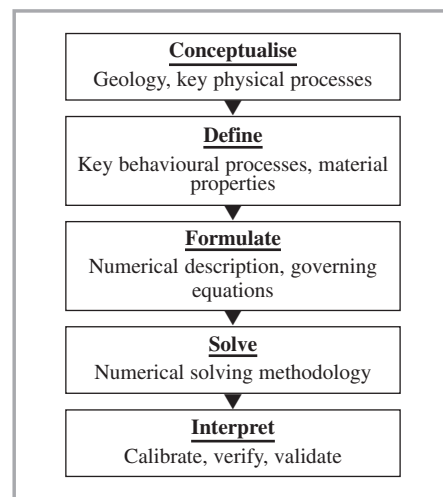 Conceptualise
Geology, key physical processes
Define
Key behavioural processes, material
properties
Formulate
Numerical description, governing
equations
Solve
Numerical solving methodology
Interpret
Calibrate, verify, validate